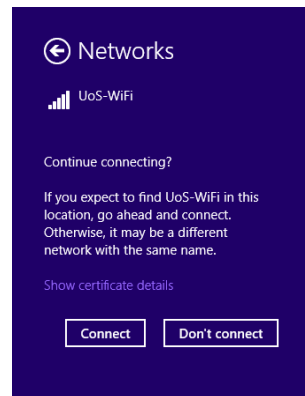 Networks
UoS-WiFi
Continue connecting?
If you expect to find UoS-WiFi in this
location, go ahead and connect.
Otherwise, it may be a different
network with the same name.
Show certificate details
Connect Don't connect